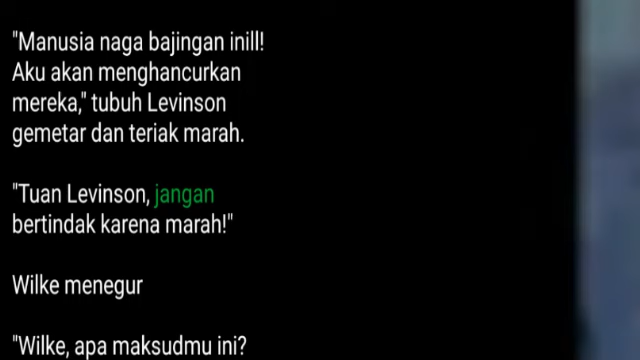 "Manusia naga bajingan inill!
Aku akan menghancurkan
mereka," tubuh Levinson
gemetar dan teriak marah.
"Tuan Levinson, jangan
bertindak karena marah!"
Wilke menegur
"Wilke, apa maksudmu ini?